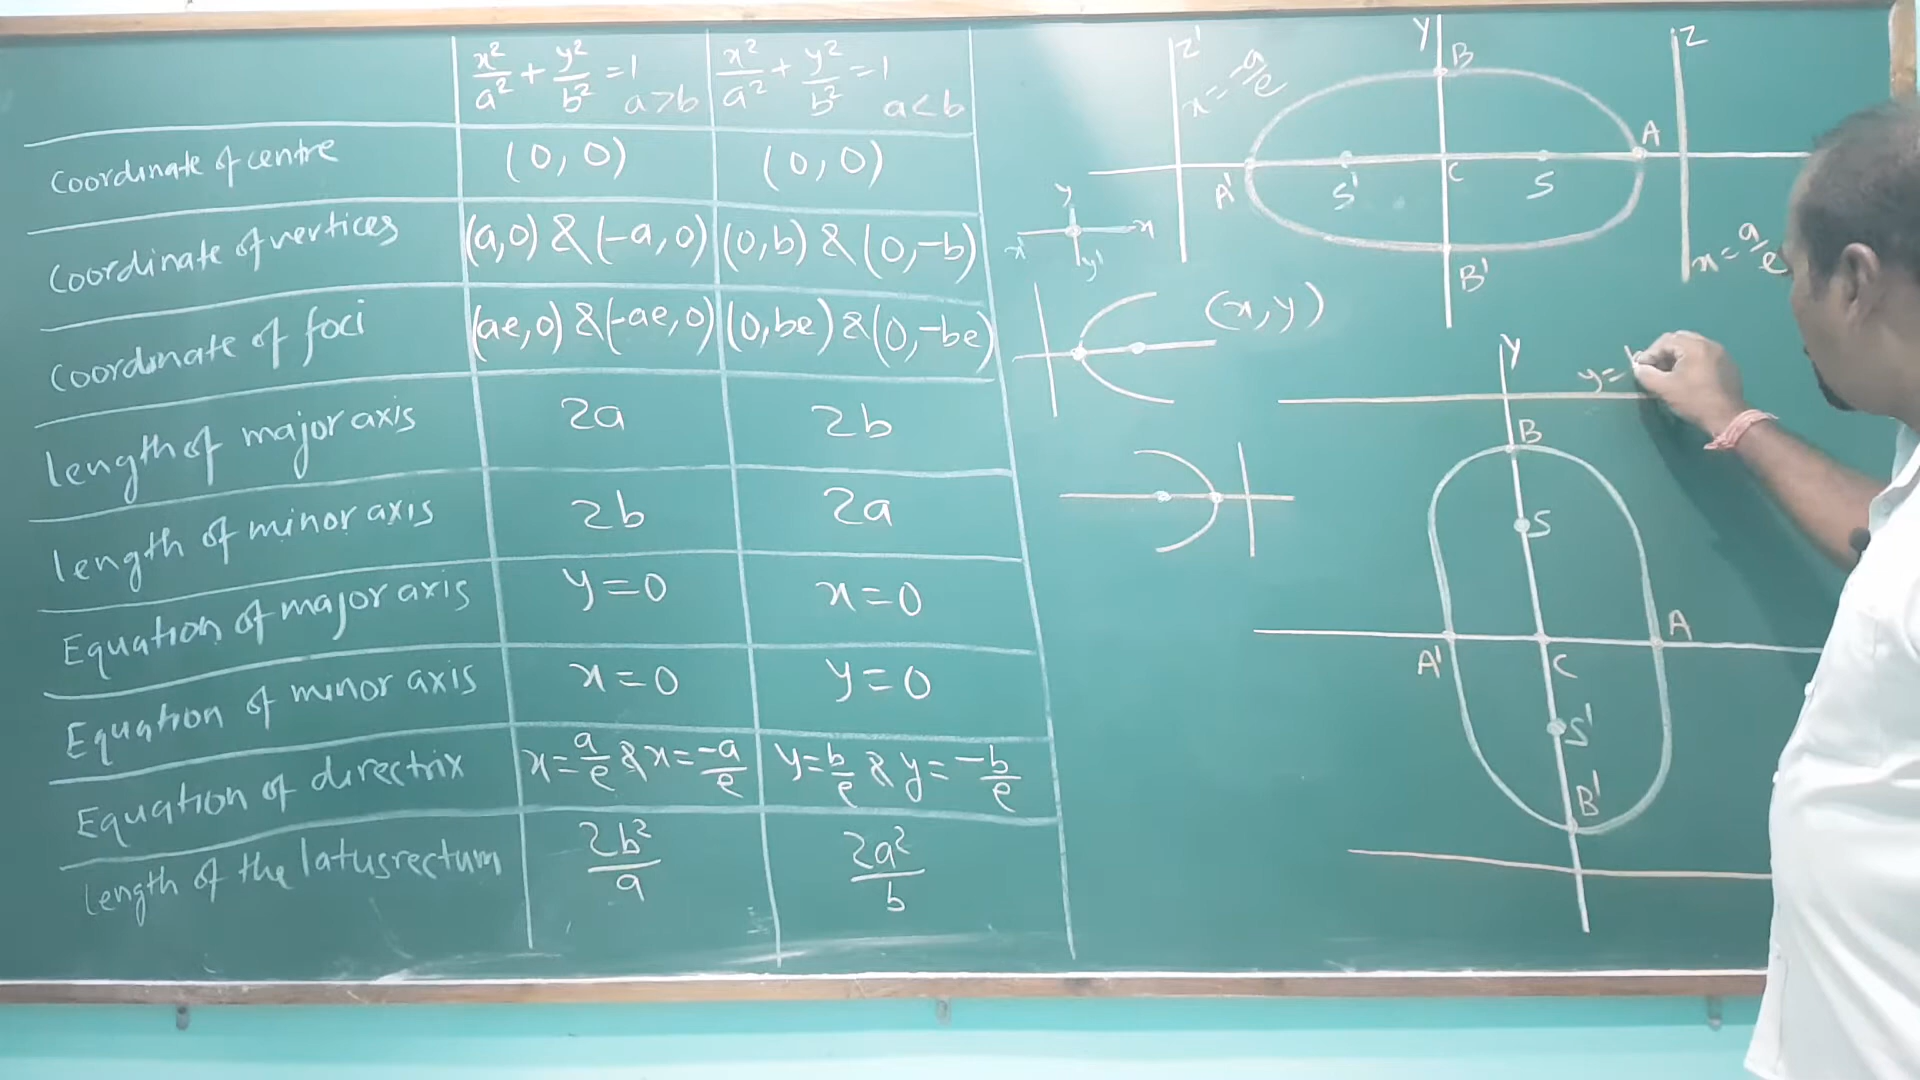 x²/a² + y²/b² = 1 a>b x²/a² + y²/b² = 1 a<b
Coordinate of centre (0, 0) (0, 0)
Coordinate of vertices (a,0) & (-a,0) (0,b) & (0,-b)
Coordinate of foci (ae,0) & (-ae,0) (0,be) & (0,-be)
length of major axis 2a 2b
length of minor axis 2b 2a
Equation of major axis y=0 x=0
Equation of minor axis x=0 y=0
Equation of directrix x=a/e & x=-a/e y=b/e & y=-b/e
length of the latusrectum 2b²/a 2a²/b
Z'
x=-a/e
Y
B
Z
A
A'
S'
C
S
B'
x=a/e
y
x'
x
y'
(x,y)
Y
y=
B
S
A
A'
C
S'
B'